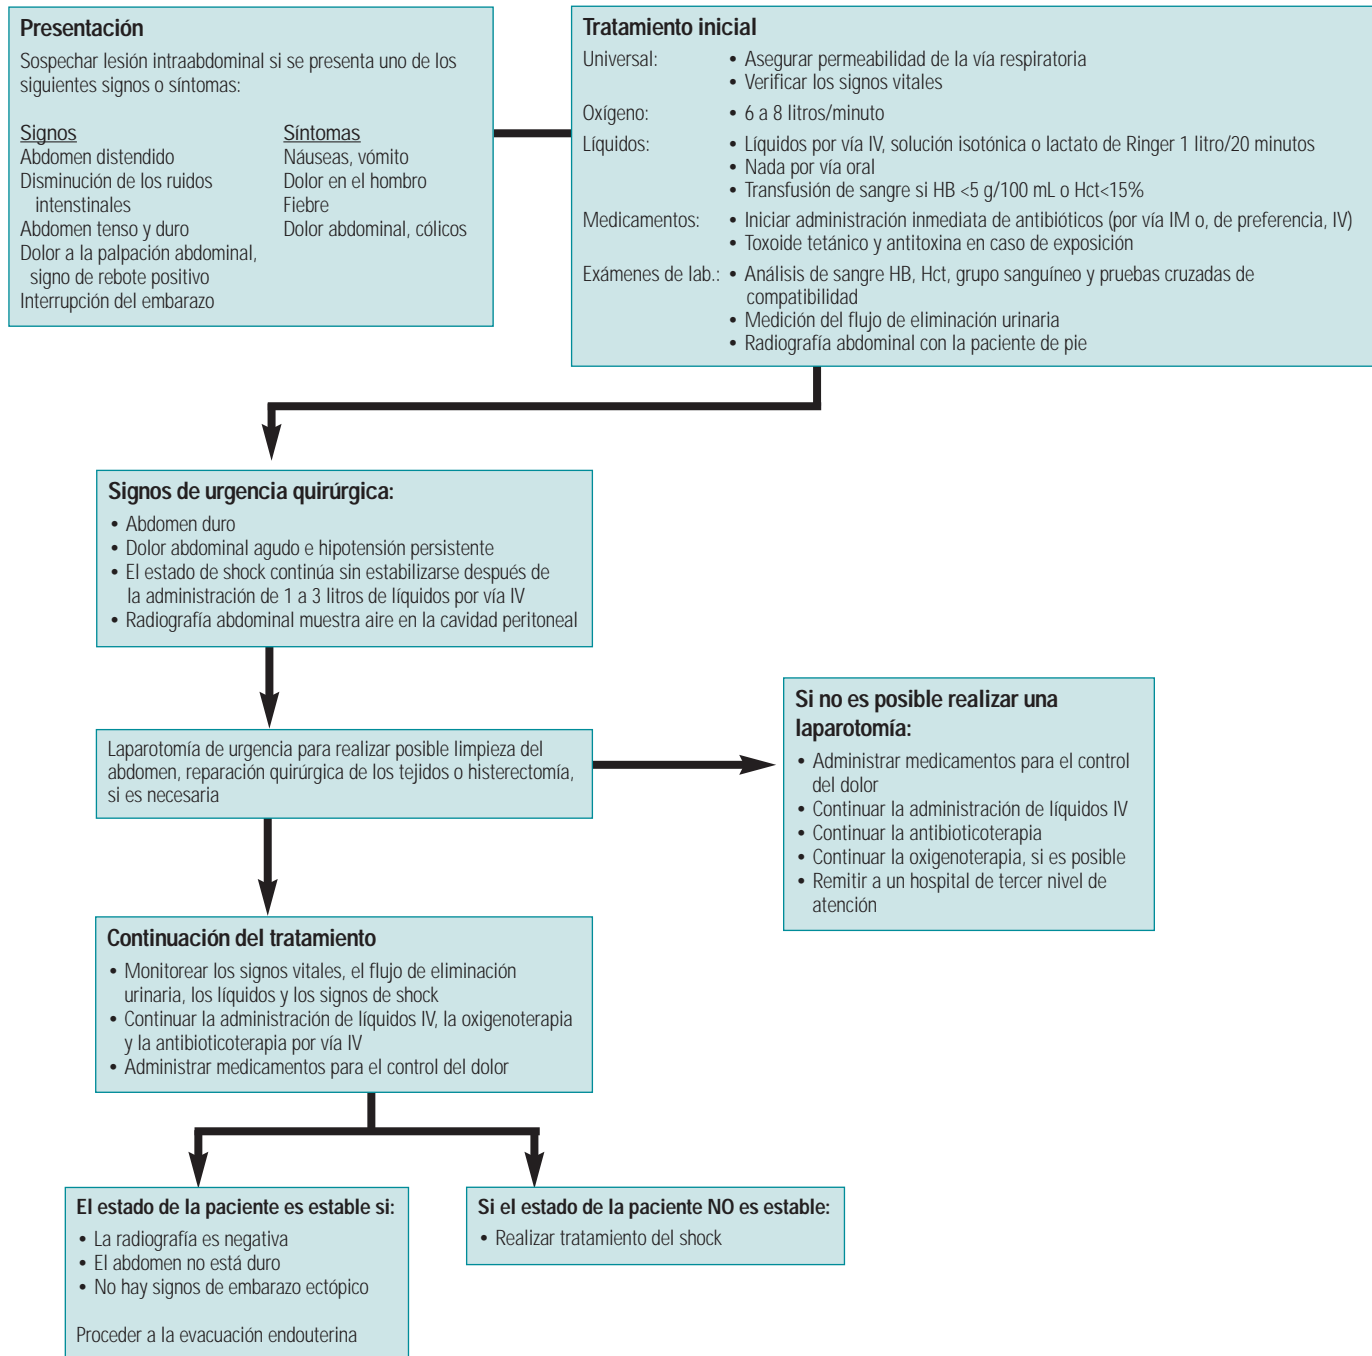 Presentación
Sospechar lesión intraabdominal si se presenta uno de los
siguientes signos o síntomas:
Signos
Abdomen distendido
Disminución de los ruidos
intenstinales
Abdomen tenso y duro
Dolor a la palpación abdominal,
signo de rebote positivo
Interrupción del embarazo
Síntomas
Náuseas, vómito
Dolor en el hombro
Fiebre
Dolor abdominal, cólicos
Tratamiento inicial
Universal: • Asegurar permeabilidad de la vía respiratoria
• Verificar los signos vitales
Oxígeno: • 6 a 8 litros/minuto
Líquidos: • Líquidos por vía IV, solución isotónica o lactato de Ringer 1 litro/20 minutos
• Nada por vía oral
• Transfusión de sangre si HB <5 g/100 mL o Hct<15%
Medicamentos: • Iniciar administración inmediata de antibióticos (por vía IM o, de preferencia, IV)
• Toxoide tetánico y antitoxina en caso de exposición
Exámenes de lab.: • Análisis de sangre HB, Hct, grupo sanguíneo y pruebas cruzadas de
compatibilidad
• Medición del flujo de eliminación urinaria
• Radiografía abdominal con la paciente de pie
Signos de urgencia quirúrgica:
• Abdomen duro
• Dolor abdominal agudo e hipotensión persistente
• El estado de shock continúa sin estabilizarse después de
la administración de 1 a 3 litros de líquidos por vía IV
• Radiografía abdominal muestra aire en la cavidad peritoneal
Laparotomía de urgencia para realizar posible limpieza del
abdomen, reparación quirúrgica de los tejidos o histerectomía,
si es necesaria
Si no es posible realizar una
laparotomía:
• Administrar medicamentos para el control
del dolor
• Continuar la administración de líquidos IV
• Continuar la antibioticoterapia
• Continuar la oxigenoterapia, si es posible
• Remitir a un hospital de tercer nivel de
atención
Continuación del tratamiento
• Monitorear los signos vitales, el flujo de eliminación
urinaria, los líquidos y los signos de shock
• Continuar la administración de líquidos IV, la oxigenoterapia
y la antibioticoterapia por vía IV
• Administrar medicamentos para el control del dolor
El estado de la paciente es estable si:
• La radiografía es negativa
• El abdomen no está duro
• No hay signos de embarazo ectópico
Proceder a la evacuación endouterina
Si el estado de la paciente NO es estable:
• Realizar tratamiento del shock